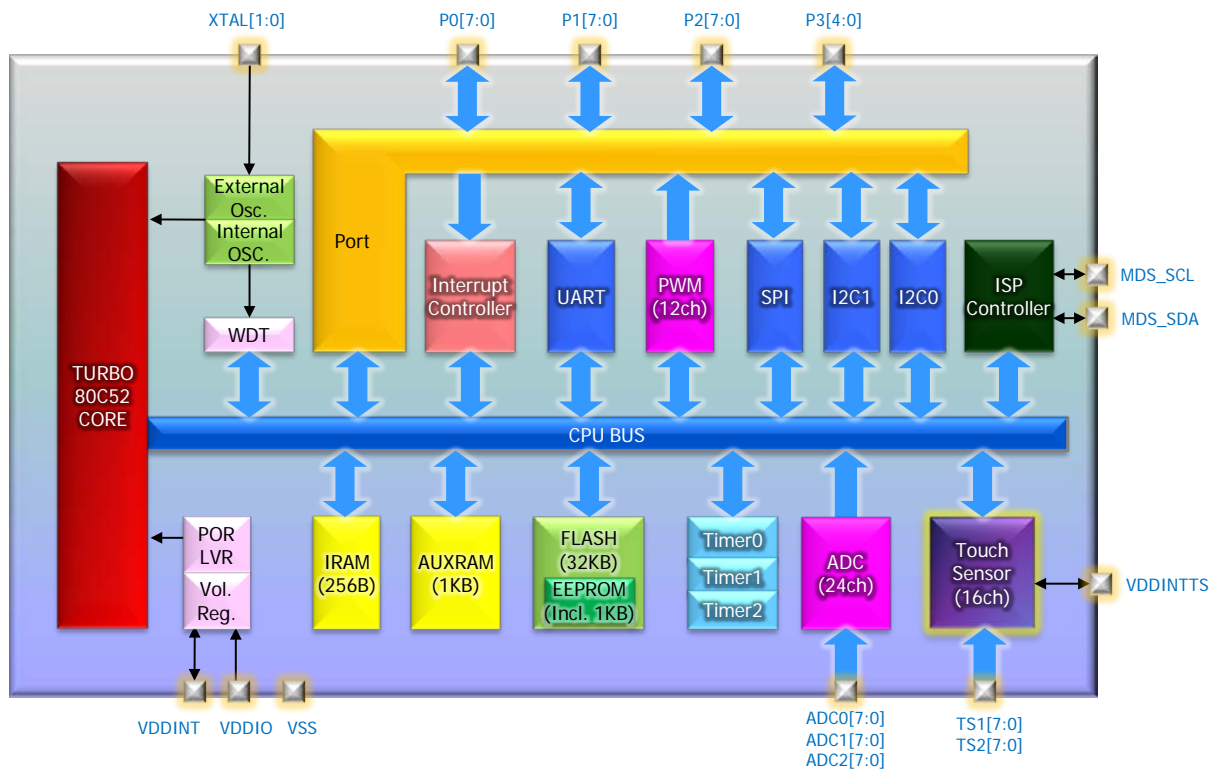 XTAL[1:0]
P0[7:0]
P1[7:0]
P2[7:0]
P3[4:0]
TURBO
80C52
CORE
External
Osc.
Internal
OSC.
WDT
Port
Interrupt
Controller
UART
PWM
(12ch)
SPI
I2C1
I2C0
ISP
Controller
MDS_SCL
MDS_SDA
CPU BUS
POR
LVR
Vol.
Reg.
IRAM
(256B)
AUXRAM
(1KB)
FLASH
(32KB)
EEPROM
(Incl. 1KB)
Timer0
Timer1
Timer2
ADC
(24ch)
Touch
Sensor
(16ch)
VDDINTTS
VDDINT
VDDIO
VSS
ADC0[7:0]
ADC1[7:0]
ADC2[7:0]
TS1[7:0]
TS2[7:0]